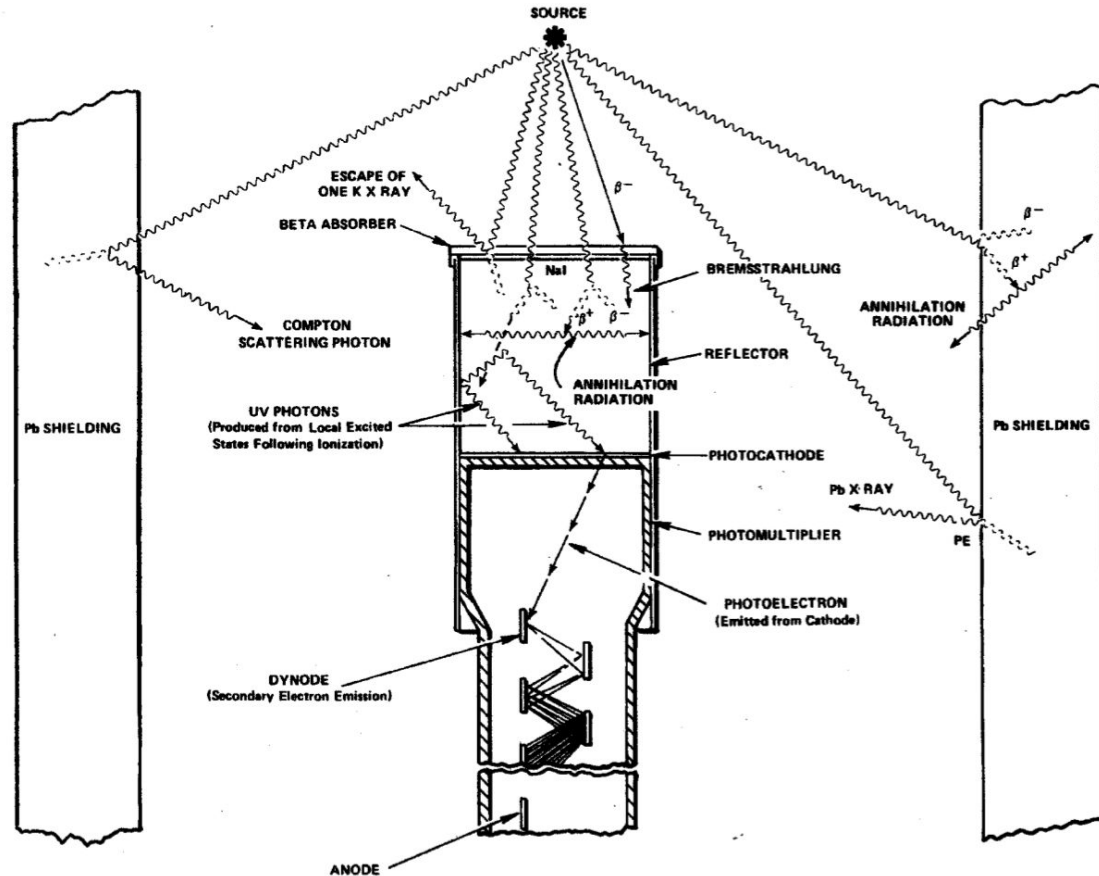 SOURCE
ESCAPE OF
ONE K X RAY
β−
β−
BETA ABSORBER
β+
NaI
BREMSSTRAHLUNG
β+
β−
ANNIHILATION
RADIATION
COMPTON
SCATTERING PHOTON
REFLECTOR
ANNIHILATION
RADIATION
UV PHOTONS
(Produced from Local Excited
States Following Ionization)
Pb SHIELDING
Pb SHIELDING
PHOTOCATHODE
Pb X RAY
PHOTOMULTIPLIER
PE
PHOTOELECTRON
(Emitted from Cathode)
DYNODE
(Secondary Electron Emission)
ANODE